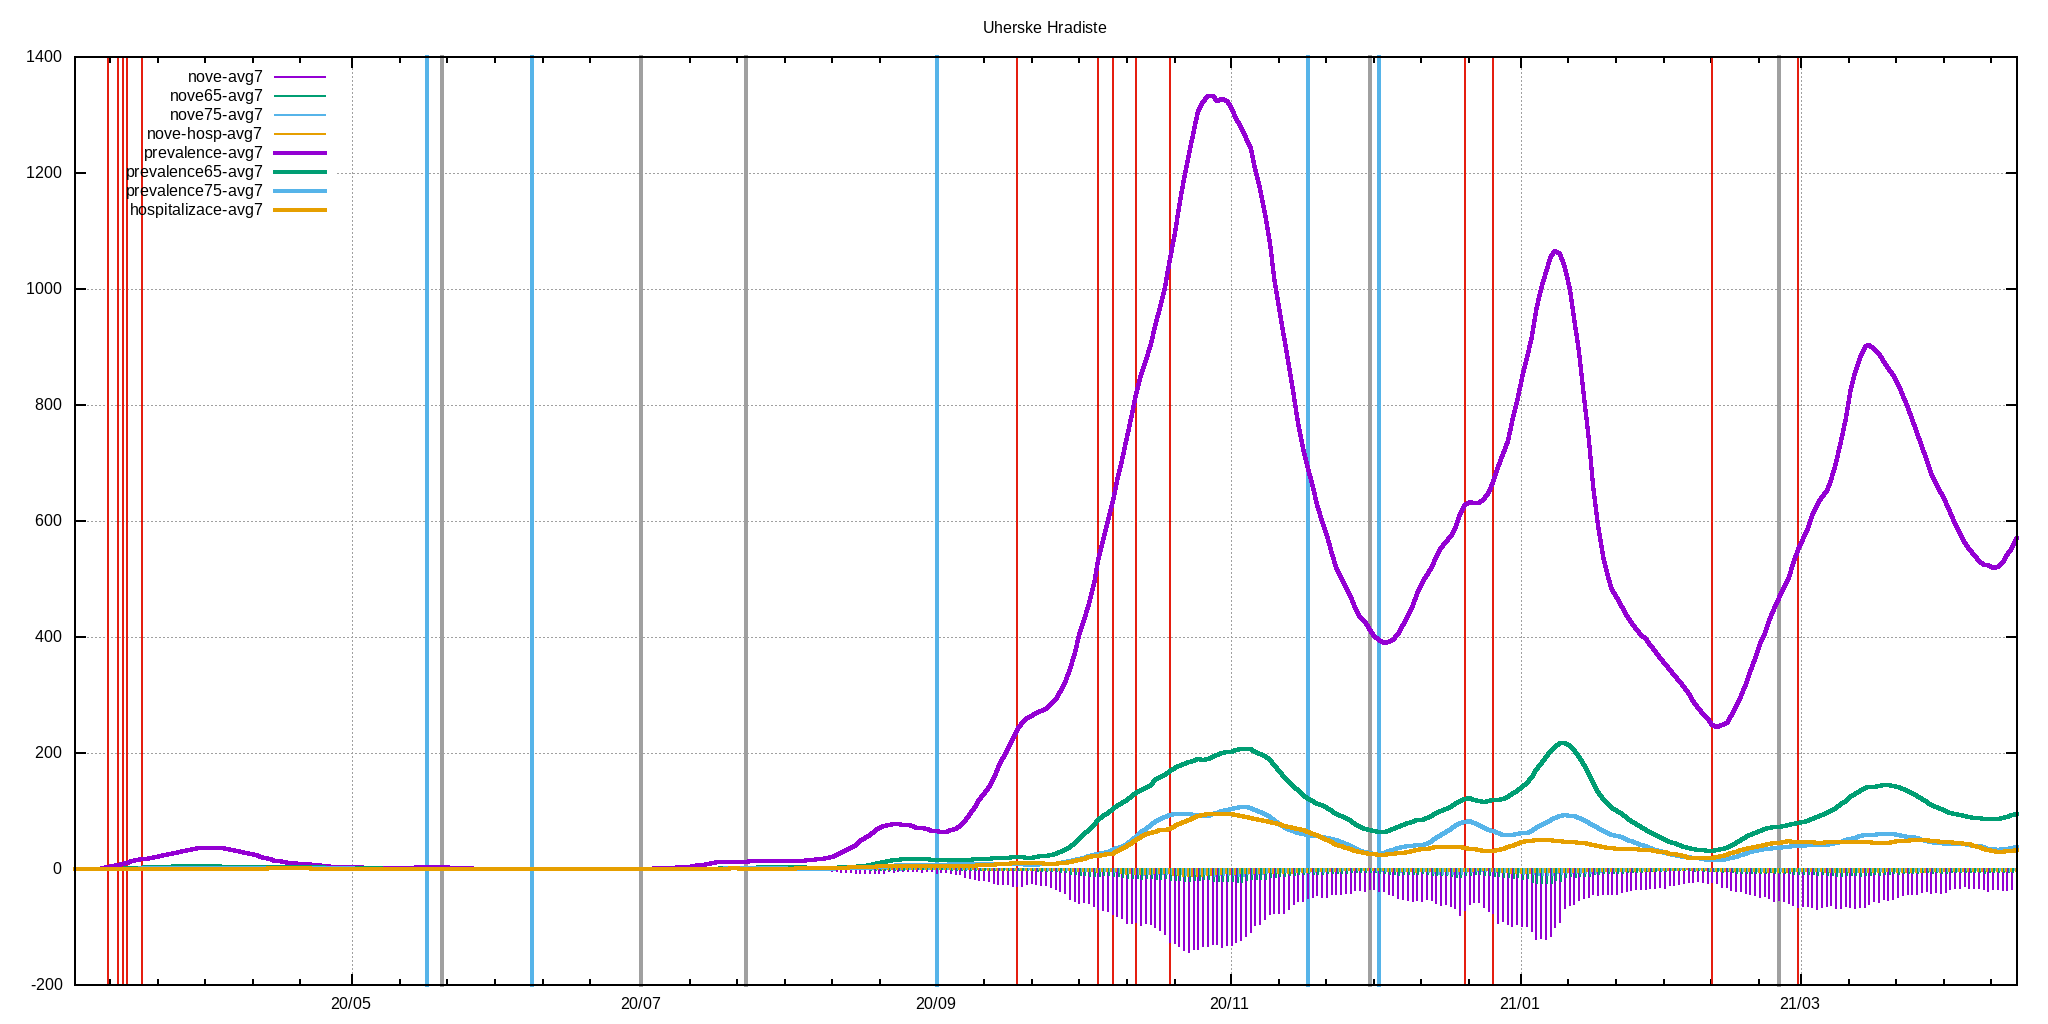 Uherske Hradiste
1400
1200
1000
800
600
400
200
0
-200
nove-avg7
nove65-avg7
nove75-avg7
nove-hosp-avg7
prevalence-avg7
prevalence65-avg7
prevalence75-avg7
hospitalizace-avg7
20/05 20/07 20/09 20/11 21/01 21/03